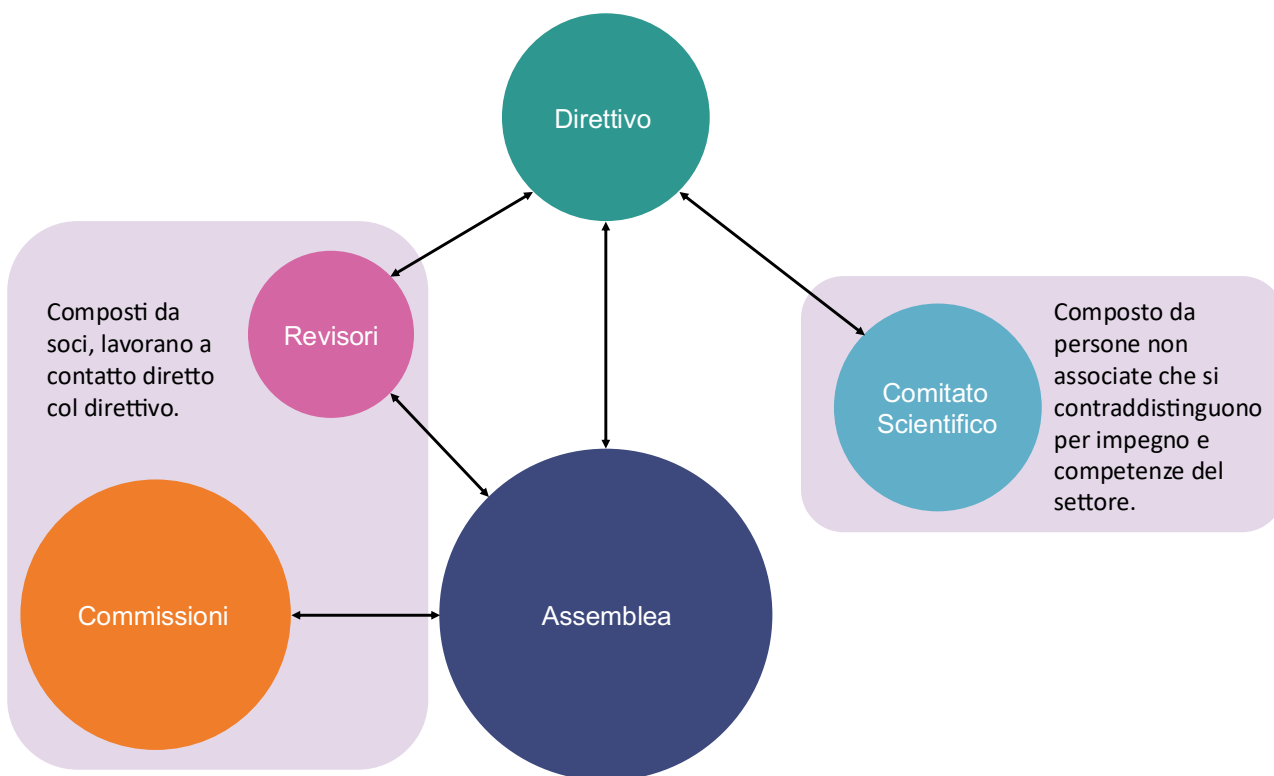 Direttivo
Composti da
soci, lavorano a
contatto diretto
col direttivo.
Revisori
Comitato
Scientifico
Composto da
persone non
associate che si
contraddistinguono
per impegno e
competenze del
settore.
Commissioni
Assemblea